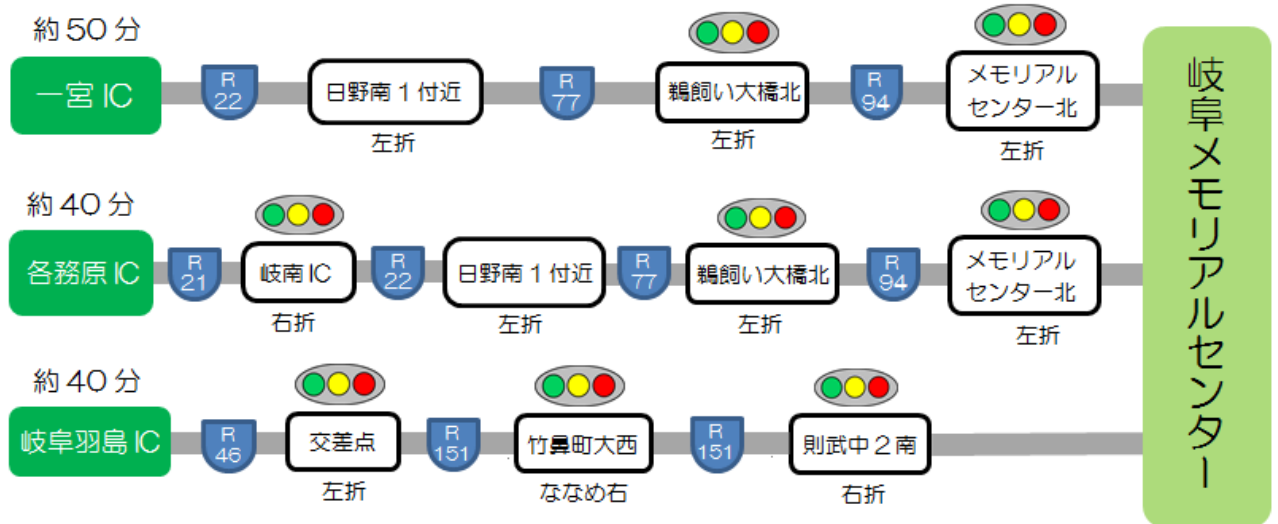 約50分
一宮IC
R
22
日野南1付近
左折
R
77
鵜飼い大橋北
左折
R
94
メモリアル
センター北
左折
約40分
各務原IC
R
21
岐南IC
右折
R
22
日野南1付近
左折
R
77
鵜飼い大橋北
左折
R
94
メモリアル
センター北
左折
約40分
岐阜羽島IC
R
46
交差点
左折
R
151
竹鼻町大西
ななめ右
R
151
則武中2南
右折
岐阜メモリアルセンター